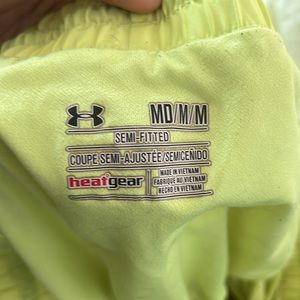 MD/M/M
SEMI-FITTED
COUPE SEMI-AJUSTÉE/SEMICEÑIDO
heatgear
MADE IN VIETNAM
FABRIQUÉ AU VIETNAM
HECHO EN VIETNAM